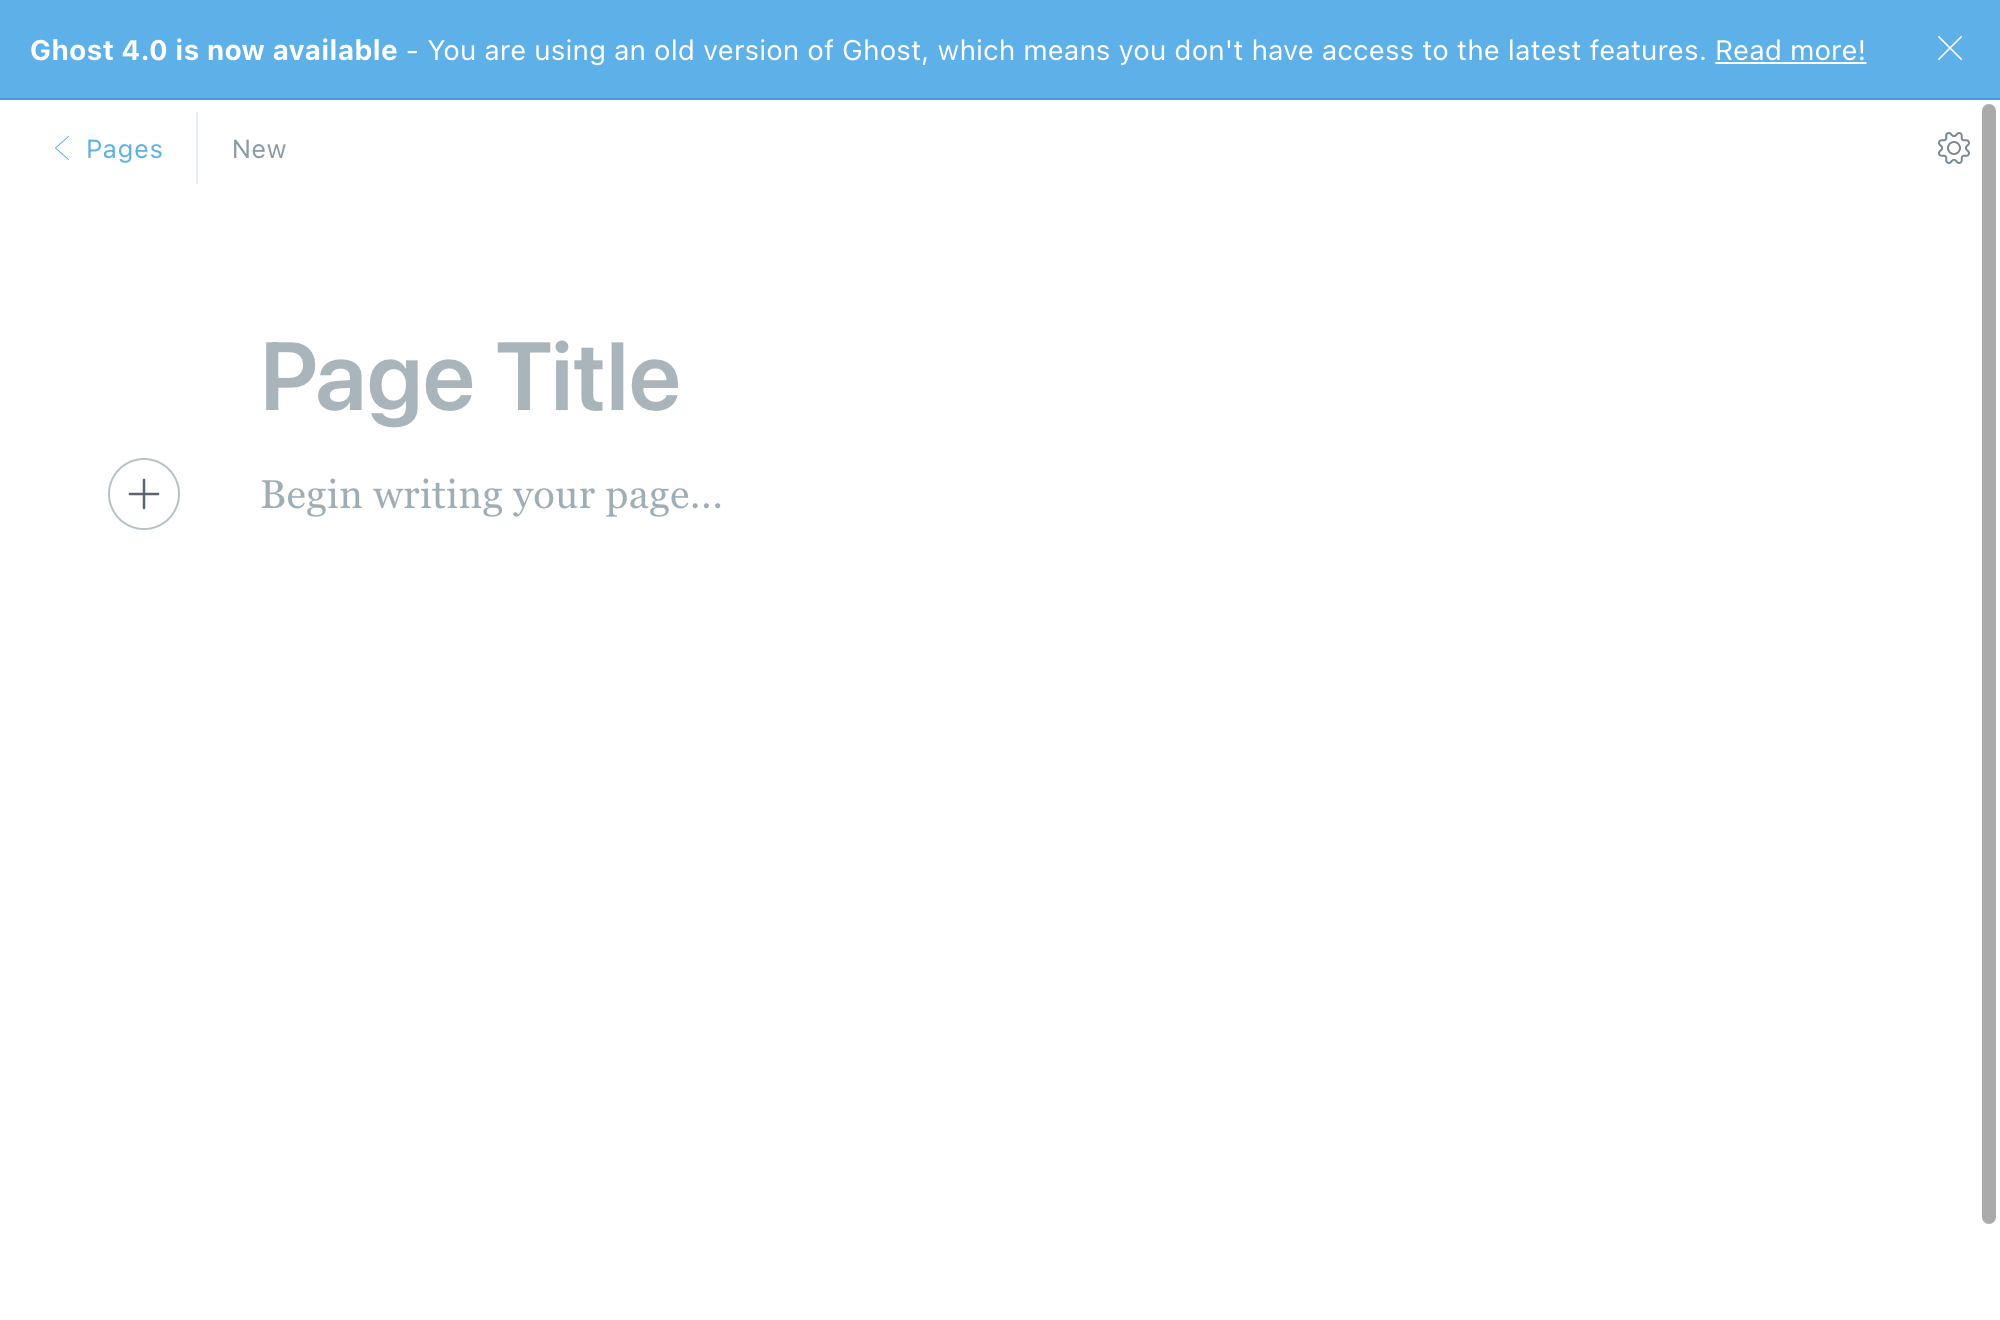 Ghost 4.0 is now available - You are using an old version of Ghost, which means you don't have access to the latest features. Read more!
Pages
New
Page Title
Begin writing your page...